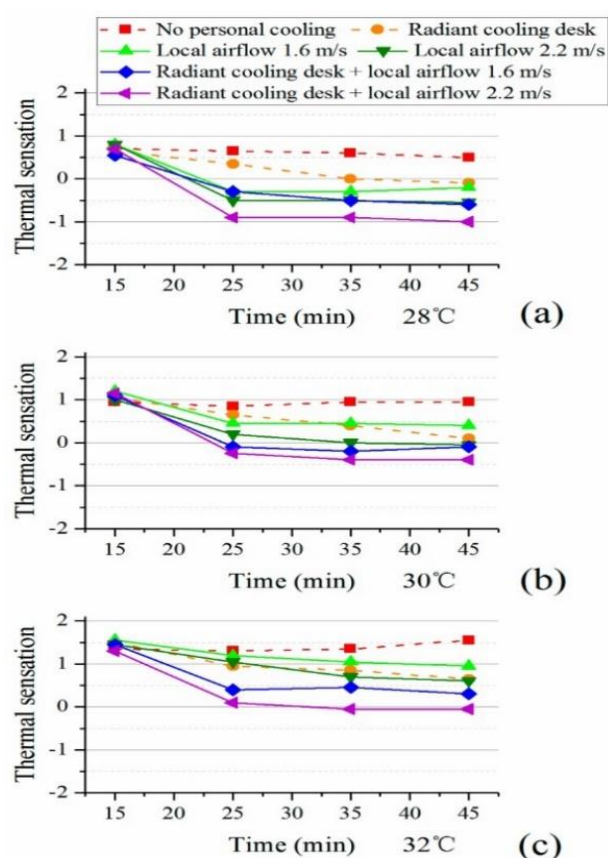 No personal cooling Radiant cooling desk
Local airflow 1.6 m/s Local airflow 2.2 m/s
Radiant cooling desk + local airflow 1.6 m/s
Radiant cooling desk + local airflow 2.2 m/s
Thermal sensation
2
1
0
-1
-2
15 20 25 30 35 40 45
Time (min) 28℃ (a)
Thermal sensation
2
1
0
-1
-2
15 20 25 30 35 40 45
Time (min) 30℃ (b)
Thermal sensation
2
1
0
-1
-2
15 20 25 30 35 40 45
Time (min) 32℃ (c)